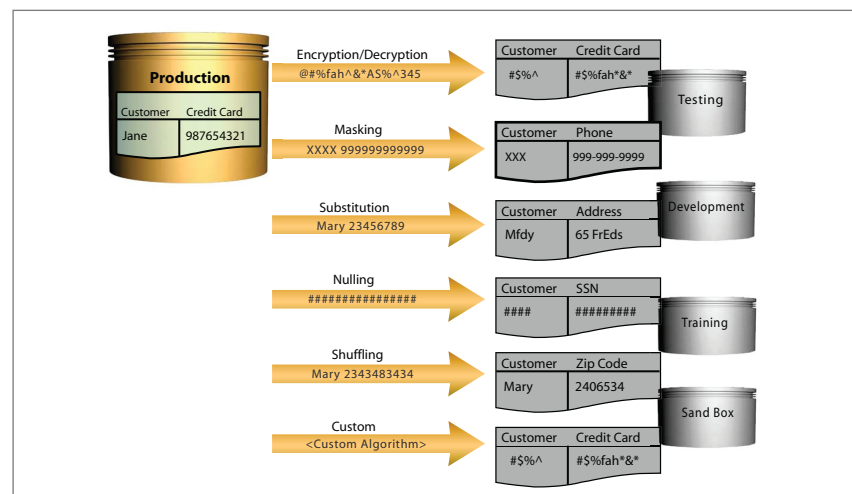 Production
Customer Credit Card
Jane 987654321
Encryption/Decryption
@#%fah^&*AS%^345
Masking
XXXX 999999999999
Substitution
Mary 23456789
Nulling
################
Shuffling
Mary 2343483434
Custom
<Custom Algorithm>
Customer Credit Card
#$%^ #$%fah*&*
Customer Phone
XXX 999-999-9999
Customer Address
Mfdy 65 FrEds
Customer SSN
#### #########
Customer Zip Code
Mary 2406534
Customer Credit Card
#$%^ #$%fah*&*
Testing
Development
Training
Sand Box